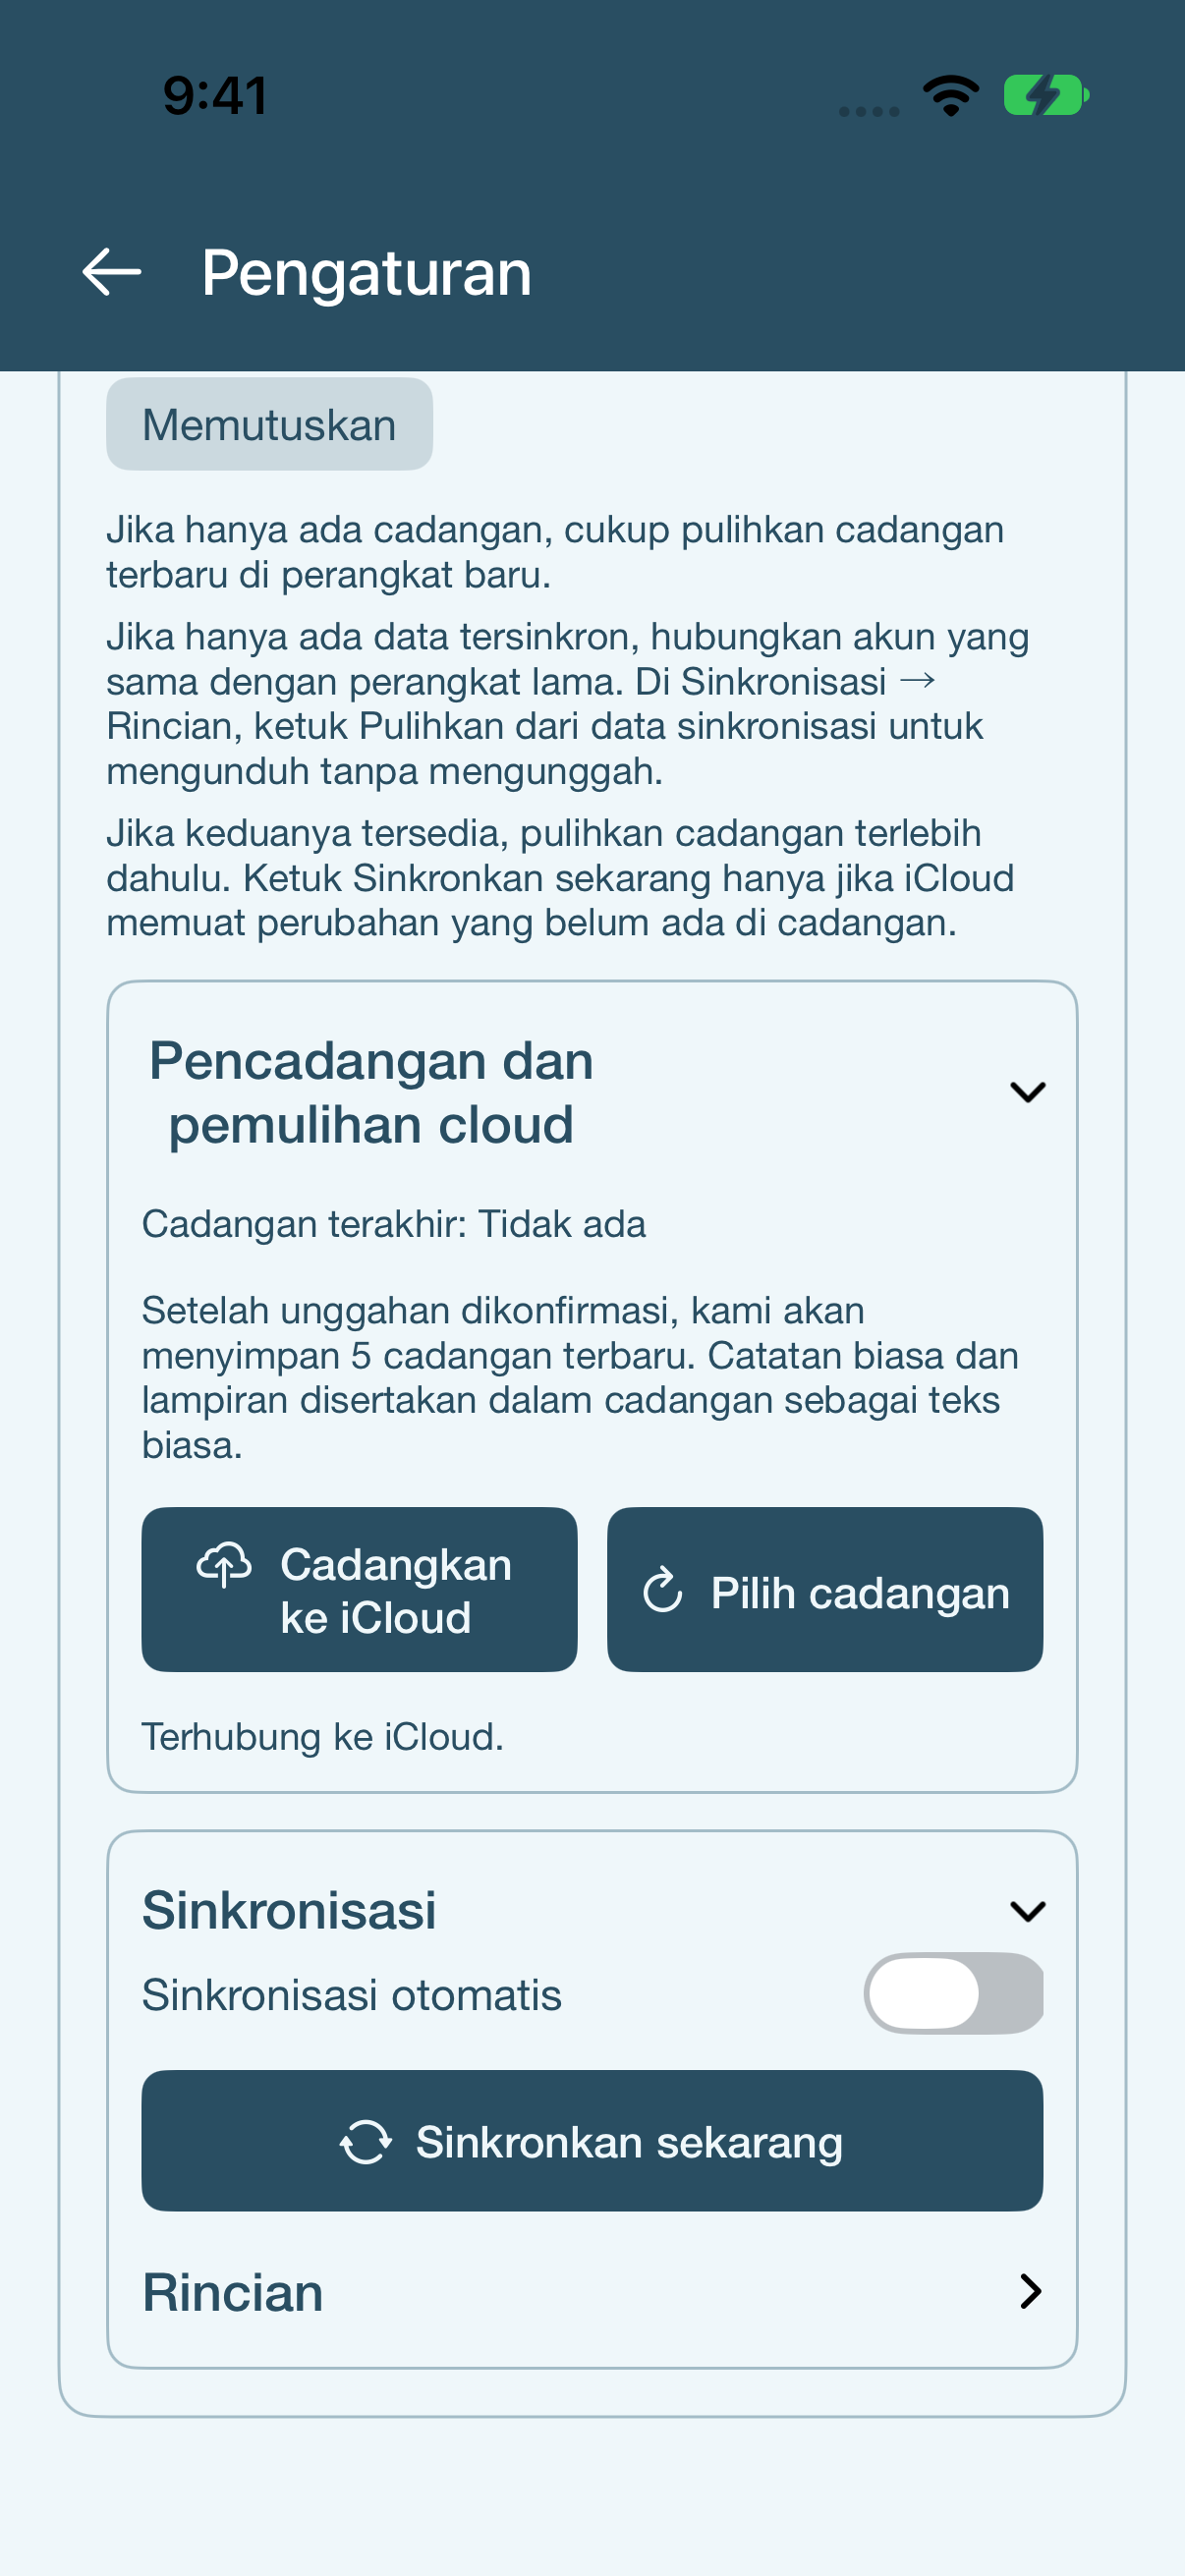 9:41
Pengaturan
Memutuskan
Jika hanya ada cadangan, cukup pulihkan cadangan
terbaru di perangkat baru.
Jika hanya ada data tersinkron, hubungkan akun yang
sama dengan perangkat lama. Di Sinkronisasi →
Rincian, ketuk Pulihkan dari data sinkronisasi untuk
mengunduh tanpa mengunggah.
Jika keduanya tersedia, pulihkan cadangan terlebih
dahulu. Ketuk Sinkronkan sekarang hanya jika iCloud
memuat perubahan yang belum ada di cadangan.
Pencadangan dan
pemulihan cloud
Cadangan terakhir: Tidak ada
Setelah unggahan dikonfirmasi, kami akan
menyimpan 5 cadangan terbaru. Catatan biasa dan
lampiran disertakan dalam cadangan sebagai teks
biasa.
Cadangkan
ke iCloud
Pilih cadangan
Terhubung ke iCloud.
Sinkronisasi
Sinkronisasi otomatis
Sinkronkan sekarang
Rincian